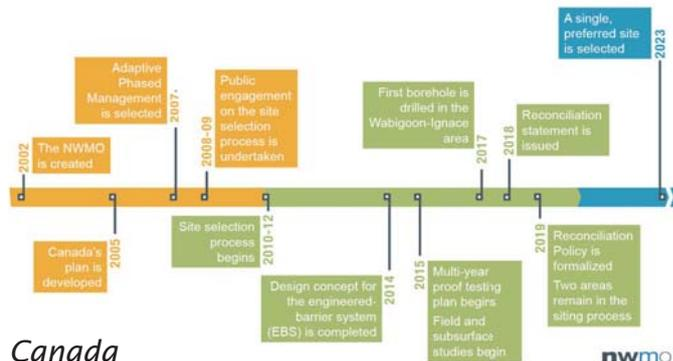 A single,
preferred site
is selected
2023
Adaptive
Phased
Management
is selected
2007-
Public
engagement
on the site
selection
process is
undertaken
2008-09
First borehole is
drilled in the
Wabigoon-Ignace
area
2017
2018
Reconciliation
statement is
issued
2002
The NWMO
is created
Canada's
plan is
developed
2005
Site selection
process
begins
2010-12
Design concept for
the engineered-
barrier system
(EBS) is completed
2014
2015
Multi-year
proof testing
plan begins
Field and
subsurface
studies begin
2019
Reconciliation
Policy is
formalized
Two areas
remain in the
siting process
Canada
nwmo